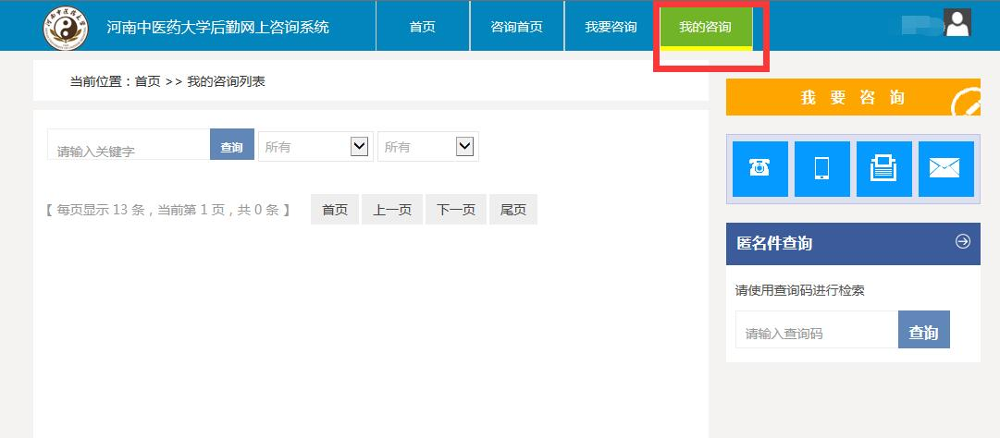 河南中医药大学后勤网上咨询系统
首页
咨询首页
我要咨询
我的咨询
当前位置：首页 >> 我的咨询列表
请输入关键字
查询
所有
所有
【 每页显示 13 条，当前第 1 页，共 0 条 】
首页
上一页
下一页
尾页
我 要 咨 询
匿名件查询
请使用查询码进行检索
请输入查询码
查询